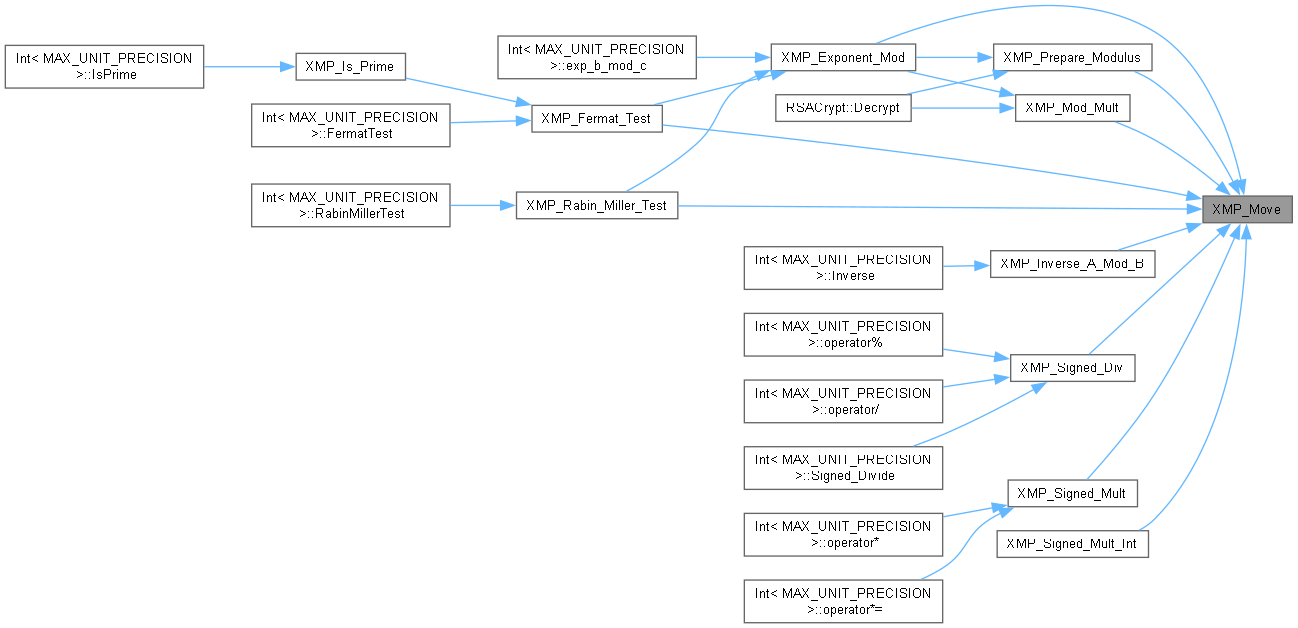 Int< MAX_UNIT_PRECISION
>::IsPrime
XMP_Is_Prime
Int< MAX_UNIT_PRECISION
>::FermatTest
Int< MAX_UNIT_PRECISION
>::RabinMillerTest
Int< MAX_UNIT_PRECISION
>::exp_b_mod_c
XMP_Fermat_Test
XMP_Rabin_Miller_Test
XMP_Exponent_Mod
RSACrypt::Decrypt
XMP_Prepare_Modulus
XMP_Mod_Mult
XMP_Move
Int< MAX_UNIT_PRECISION
>::Inverse
XMP_Inverse_A_Mod_B
Int< MAX_UNIT_PRECISION
>::operator%
Int< MAX_UNIT_PRECISION
>::operator/
Int< MAX_UNIT_PRECISION
>::Signed_Divide
XMP_Signed_Div
Int< MAX_UNIT_PRECISION
>::operator*
Int< MAX_UNIT_PRECISION
>::operator*=
XMP_Signed_Mult
XMP_Signed_Mult_Int